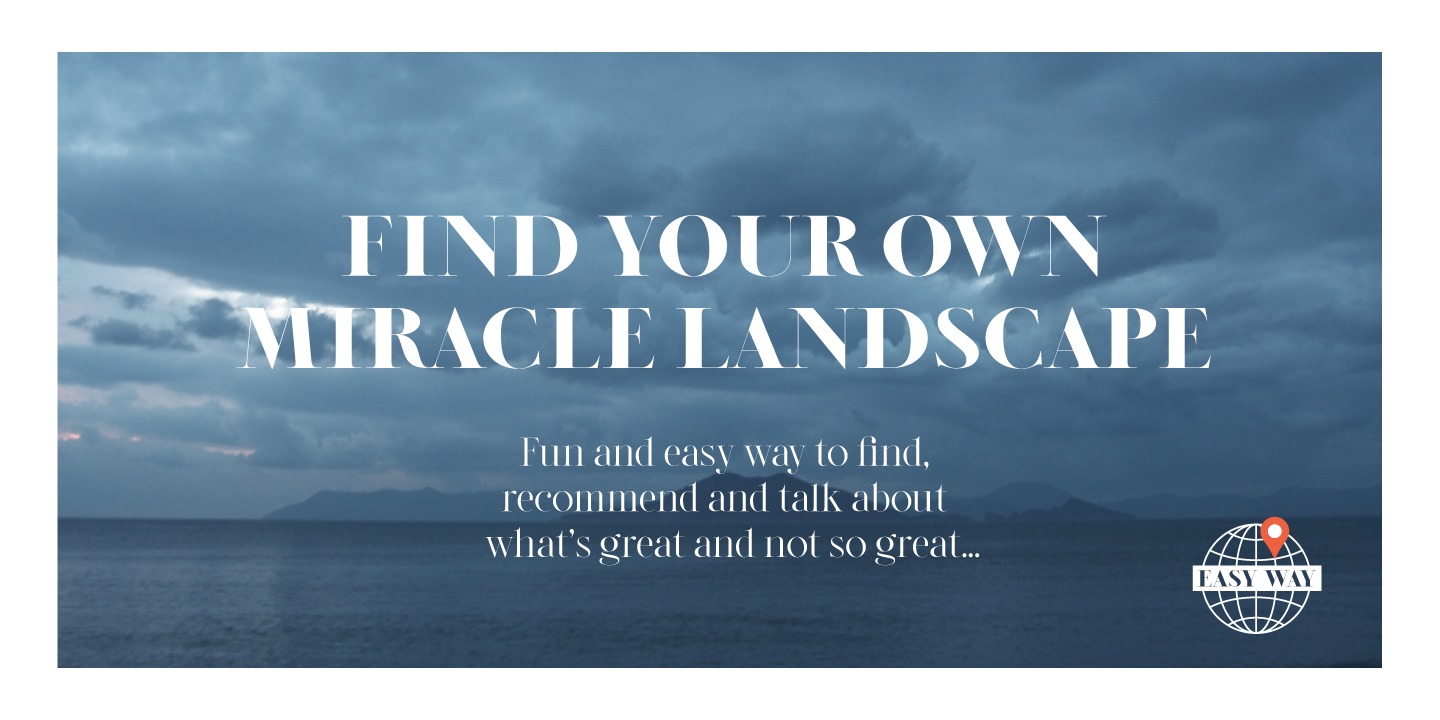 FIND YOUR OWN
MIRACLE LANDSCAPE
Fun and easy way to find,
recommend and talk about
what's great and not so great...
EASY WAY